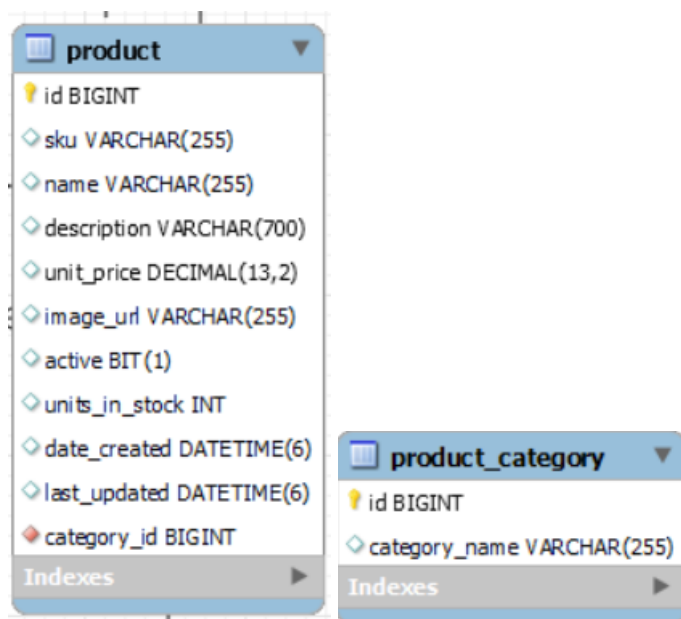 product
id BIGINT
sku VARCHAR(255)
name VARCHAR(255)
description VARCHAR(700)
unit_price DECIMAL(13,2)
image_url VARCHAR(255)
active BIT(1)
units_in_stock INT
date_created DATETIME(6)
last_updated DATETIME(6)
category_id BIGINT
Indexes
product_category
id BIGINT
category_name VARCHAR(255)
Indexes